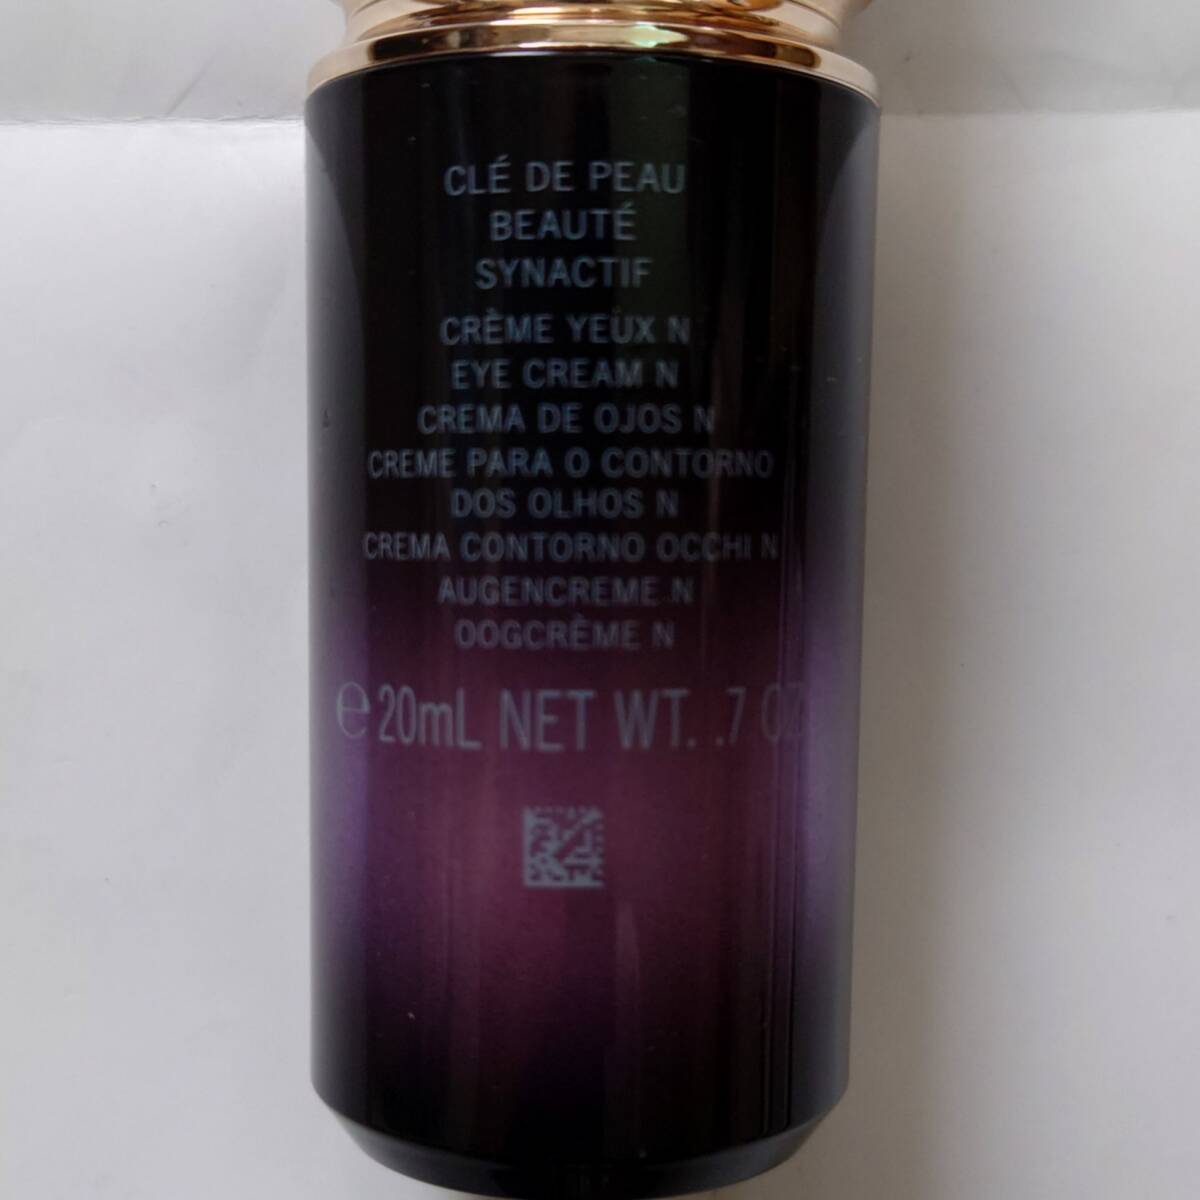 CLÉ DE PEAU
BEAUTÉ
SYNACTIF
CRÈME YEUX N
EYE CREAM N
CREMA DE OJOS N
CREME PARA O CONTORNO
DOS OLHOS N
CREMA CONTORNO OCCHI N
AUGENCREME N
OOGCRÈME N
℮ 20mL NET WT. .7 OZ